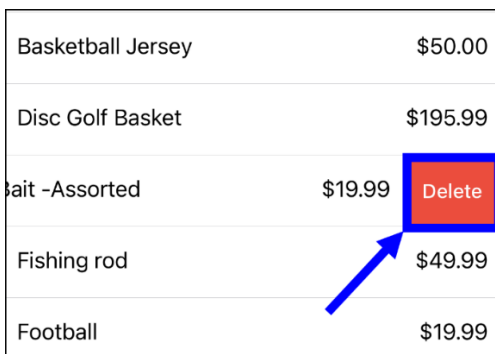 Basketball Jersey $50.00
Disc Golf Basket $195.99
Bait -Assorted $19.99 Delete
Fishing rod $49.99
Football $19.99